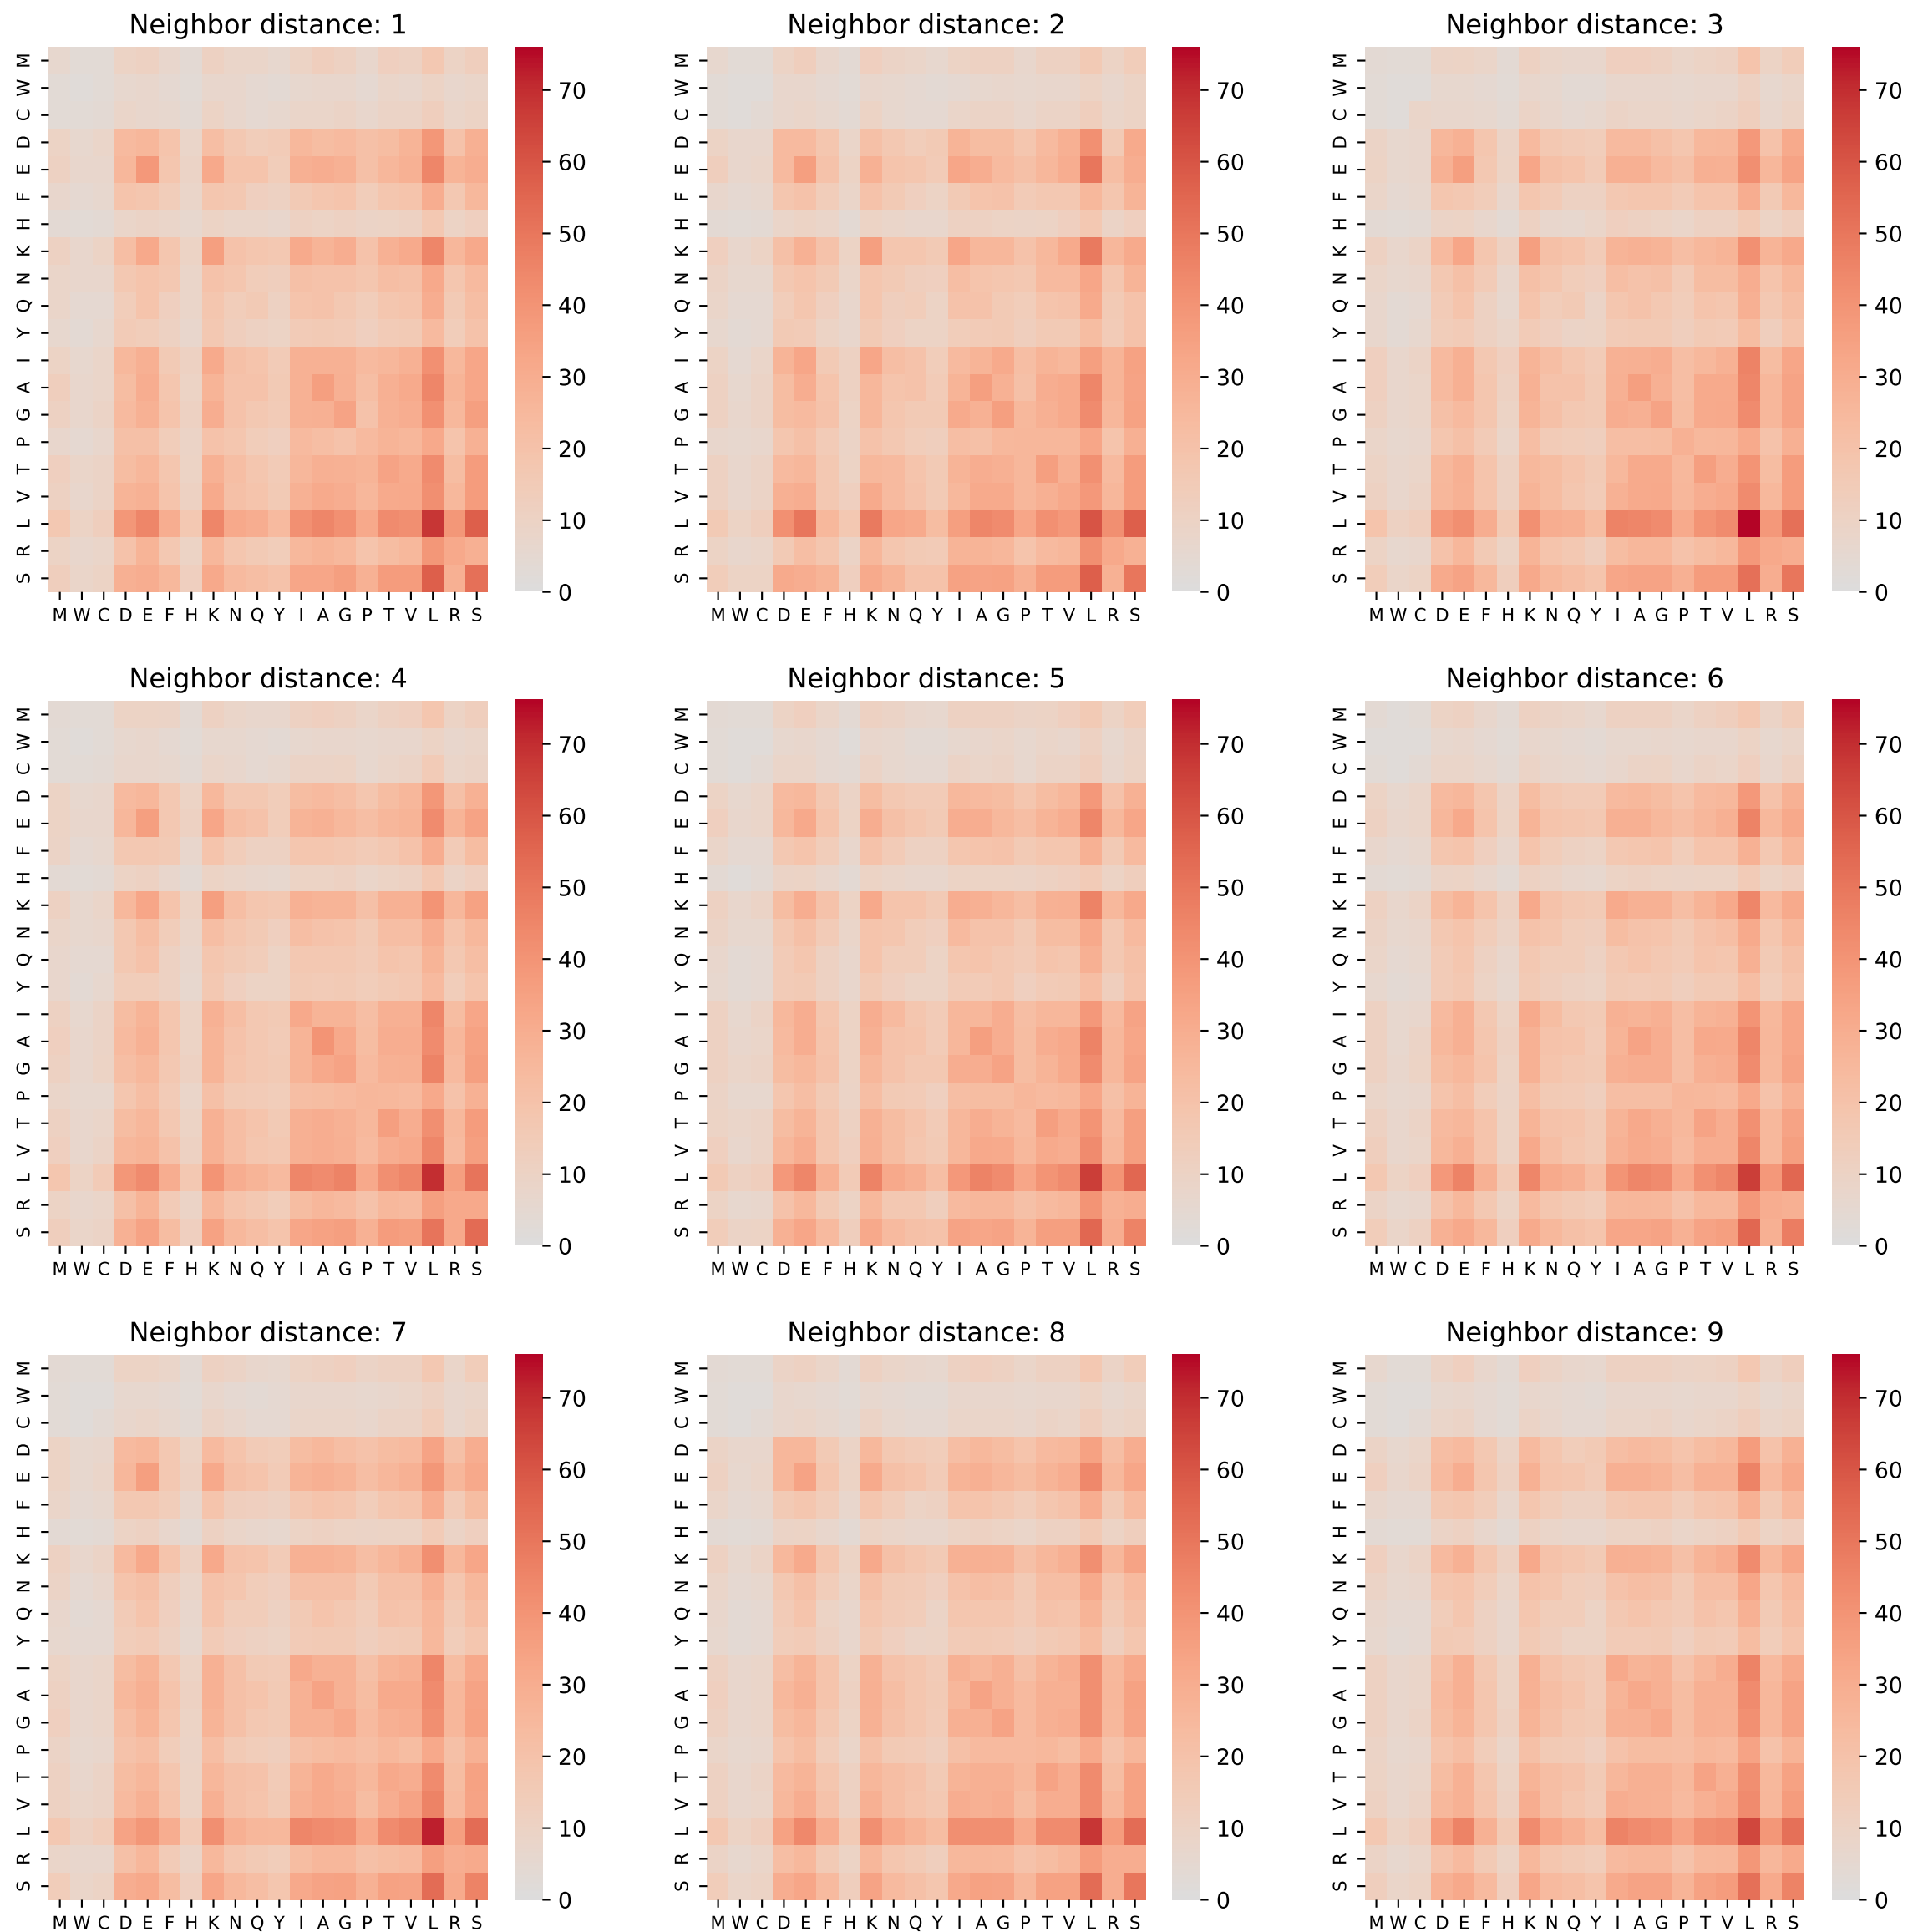 Neighbor distance: 1
M
W
C
D
E
F
H
K
N
Q
Y
I
A
G
P
T
V
L
R
S
M W C D E F H K N Q Y I A G P T V L R S
70
60
50
40
30
20
10
0
Neighbor distance: 2
M
W
C
D
E
F
H
K
N
Q
Y
I
A
G
P
T
V
L
R
S
M W C D E F H K N Q Y I A G P T V L R S
70
60
50
40
30
20
10
0
Neighbor distance: 3
M
W
C
D
E
F
H
K
N
Q
Y
I
A
G
P
T
V
L
R
S
M W C D E F H K N Q Y I A G P T V L R S
70
60
50
40
30
20
10
0
Neighbor distance: 4
M
W
C
D
E
F
H
K
N
Q
Y
I
A
G
P
T
V
L
R
S
M W C D E F H K N Q Y I A G P T V L R S
70
60
50
40
30
20
10
0
Neighbor distance: 5
M
W
C
D
E
F
H
K
N
Q
Y
I
A
G
P
T
V
L
R
S
M W C D E F H K N Q Y I A G P T V L R S
70
60
50
40
30
20
10
0
Neighbor distance: 6
M
W
C
D
E
F
H
K
N
Q
Y
I
A
G
P
T
V
L
R
S
M W C D E F H K N Q Y I A G P T V L R S
70
60
50
40
30
20
10
0
Neighbor distance: 7
M
W
C
D
E
F
H
K
N
Q
Y
I
A
G
P
T
V
L
R
S
M W C D E F H K N Q Y I A G P T V L R S
70
60
50
40
30
20
10
0
Neighbor distance: 8
M
W
C
D
E
F
H
K
N
Q
Y
I
A
G
P
T
V
L
R
S
M W C D E F H K N Q Y I A G P T V L R S
70
60
50
40
30
20
10
0
Neighbor distance: 9
M
W
C
D
E
F
H
K
N
Q
Y
I
A
G
P
T
V
L
R
S
M W C D E F H K N Q Y I A G P T V L R S
70
60
50
40
30
20
10
0